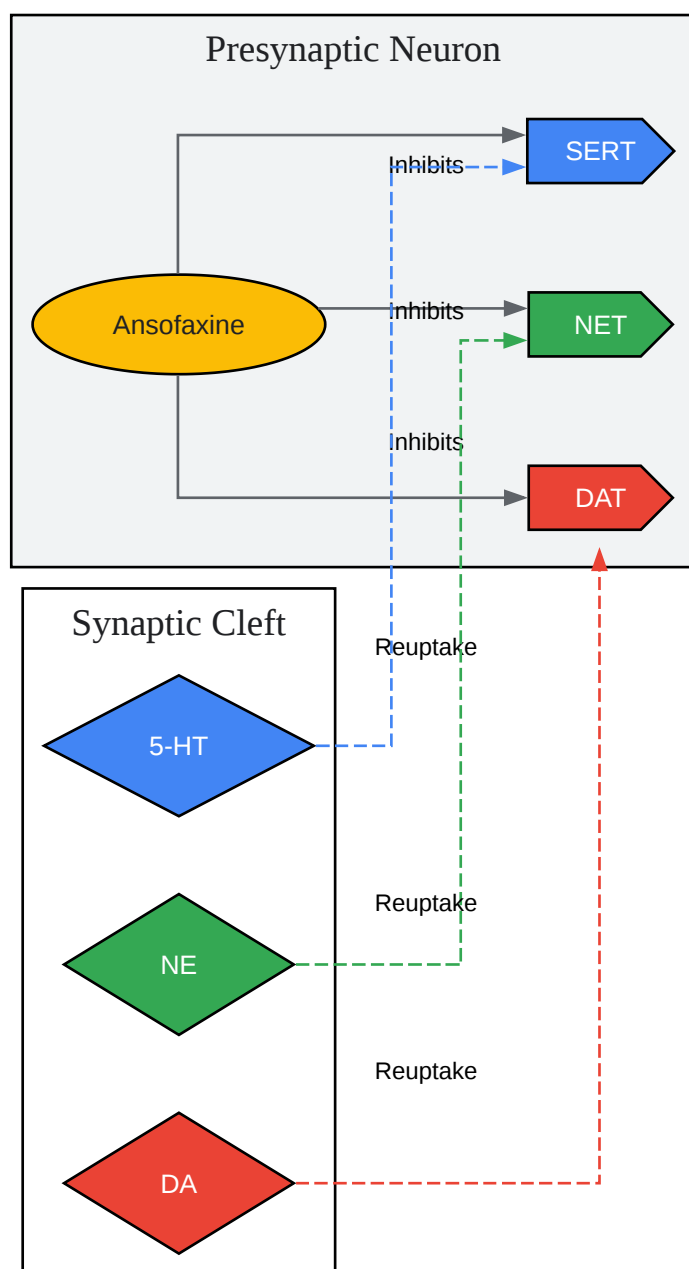 Presynaptic Neuron
SERT
Inhibits
Ansofaxine
Inhibits
NET
Inhibits
DAT
Synaptic Cleft
Reuptake
5-HT
Reuptake
NE
Reuptake
DA